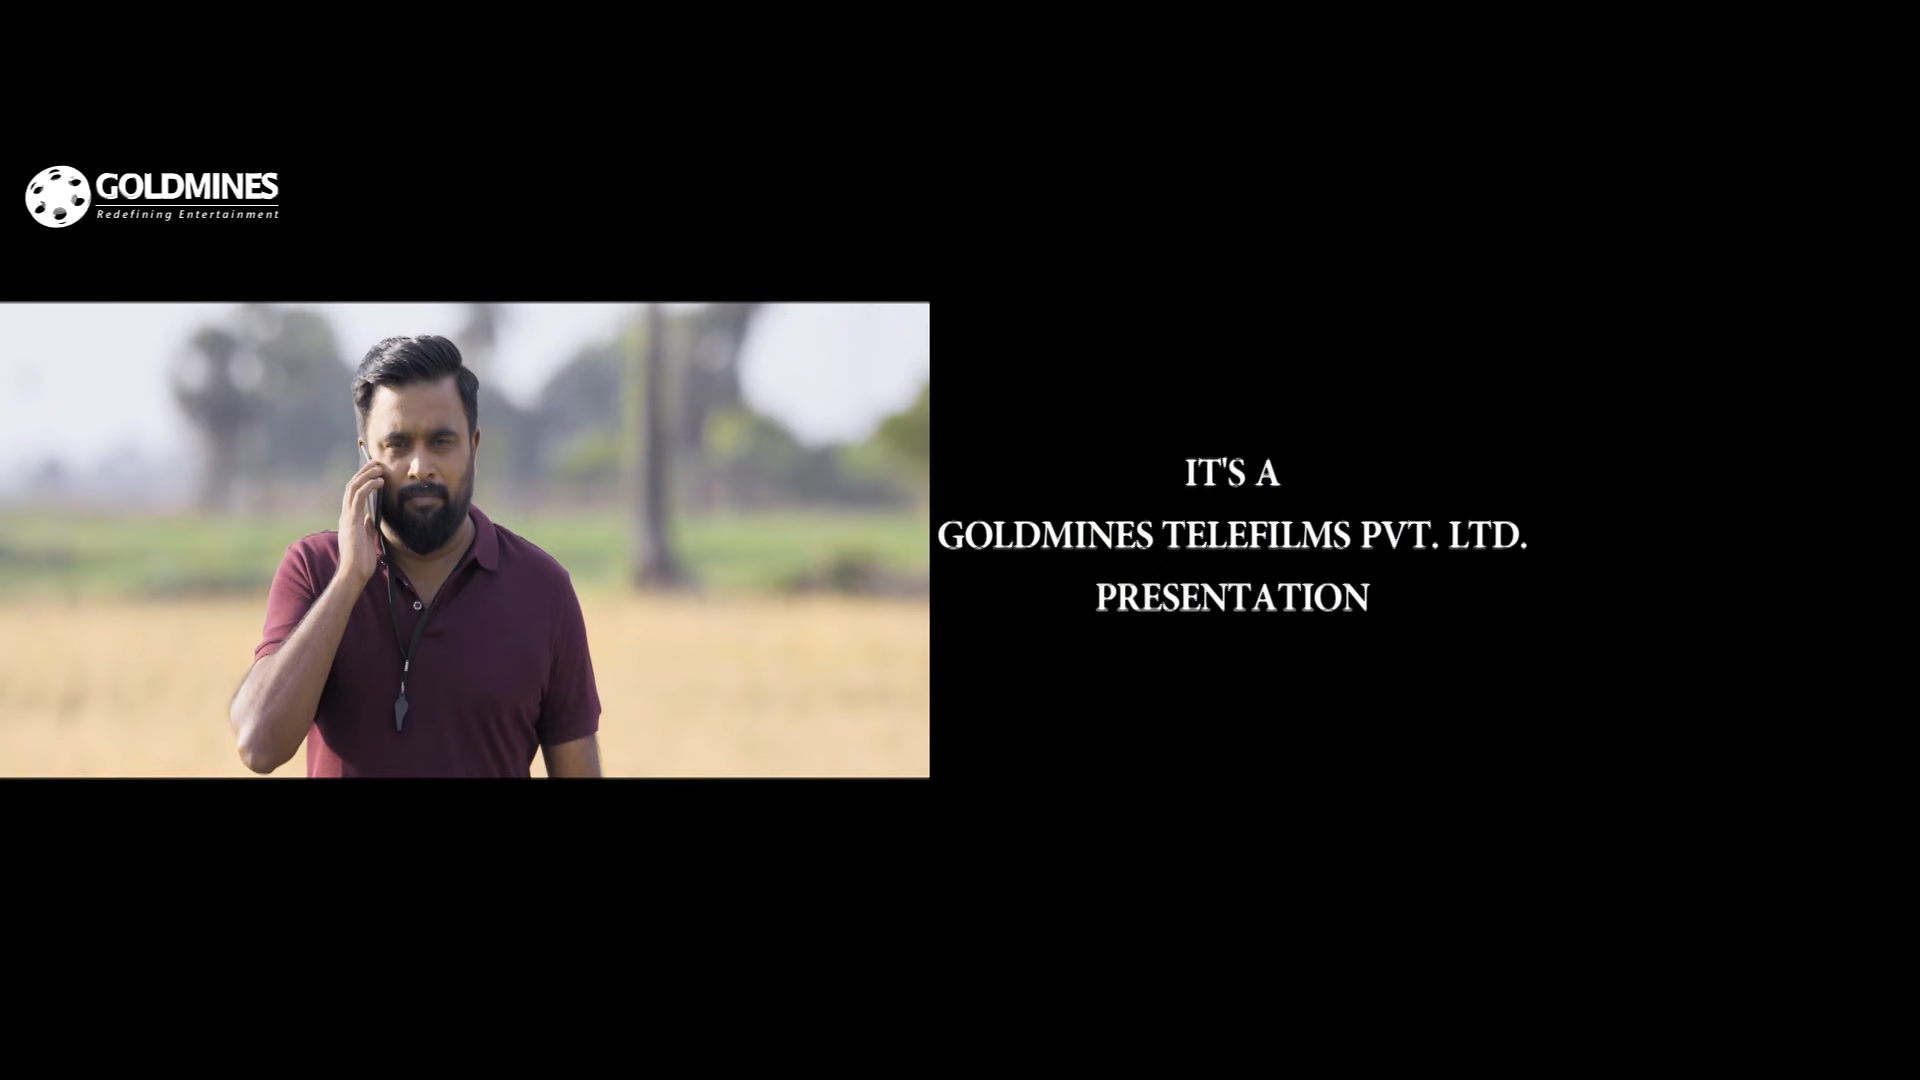 GOLDMINES
Redefining Entertainment
IT'S A
GOLDMINES TELEFILMS PVT. LTD.
PRESENTATION